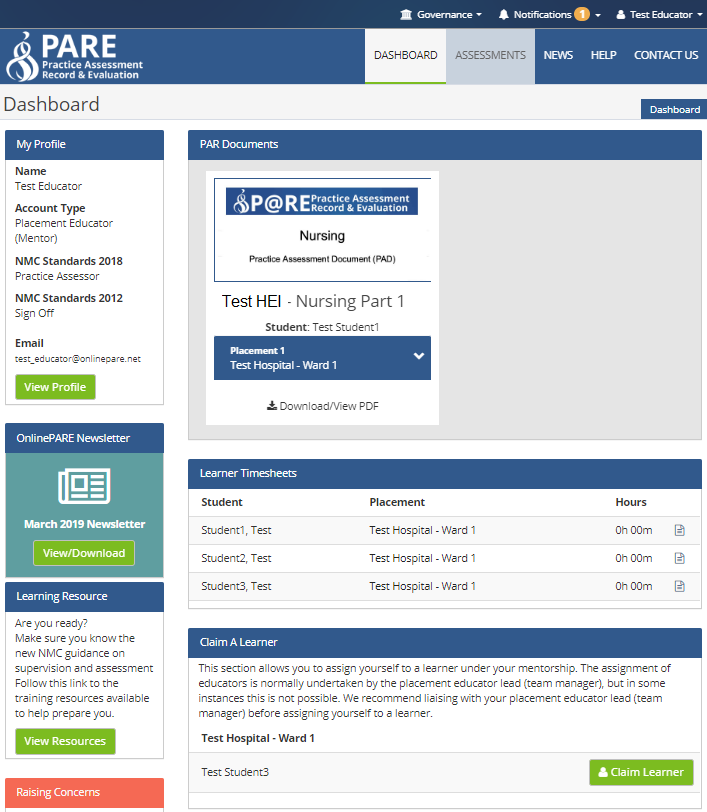 Governance
Notifications 1
Test Educator
PARE
Practice Assessment
Record & Evaluation
DASHBOARD
ASSESSMENTS
NEWS
HELP
CONTACT US
Dashboard
Dashboard
My Profile
Name
Test Educator
Account Type
Placement Educator
(Mentor)
NMC Standards 2018
Practice Assessor
NMC Standards 2012
Sign Off
Email
test_educator@onlinepare.net
View Profile
OnlinePARE Newsletter
March 2019 Newsletter
View/Download
Learning Resource
Are you ready?
Make sure you know the
new NMC guidance on
supervision and assessment
Follow this link to the
training resources available
to help prepare you.
View Resources
Raising Concerns
PAR Documents
P@RE Practice Assessment
Record & Evaluation
Nursing
Practice Assessment Document (PAD)
Test HEI - Nursing Part 1
Student: Test Student1
Placement 1
Test Hospital - Ward 1
Download/View PDF
Learner Timesheets
Student Placement Hours
Student1, Test Test Hospital - Ward 1 0h 00m
Student2, Test Test Hospital - Ward 1 0h 00m
Student3, Test Test Hospital - Ward 1 0h 00m
Claim A Learner
This section allows you to assign yourself to a learner under your mentorship. The assignment of
educators is normally undertaken by the placement educator lead (team manager), but in some
instances this is not possible. We recommend liaising with your placement educator lead (team
manager) before assigning yourself to a learner.
Test Hospital - Ward 1
Test Student3
Claim Learner